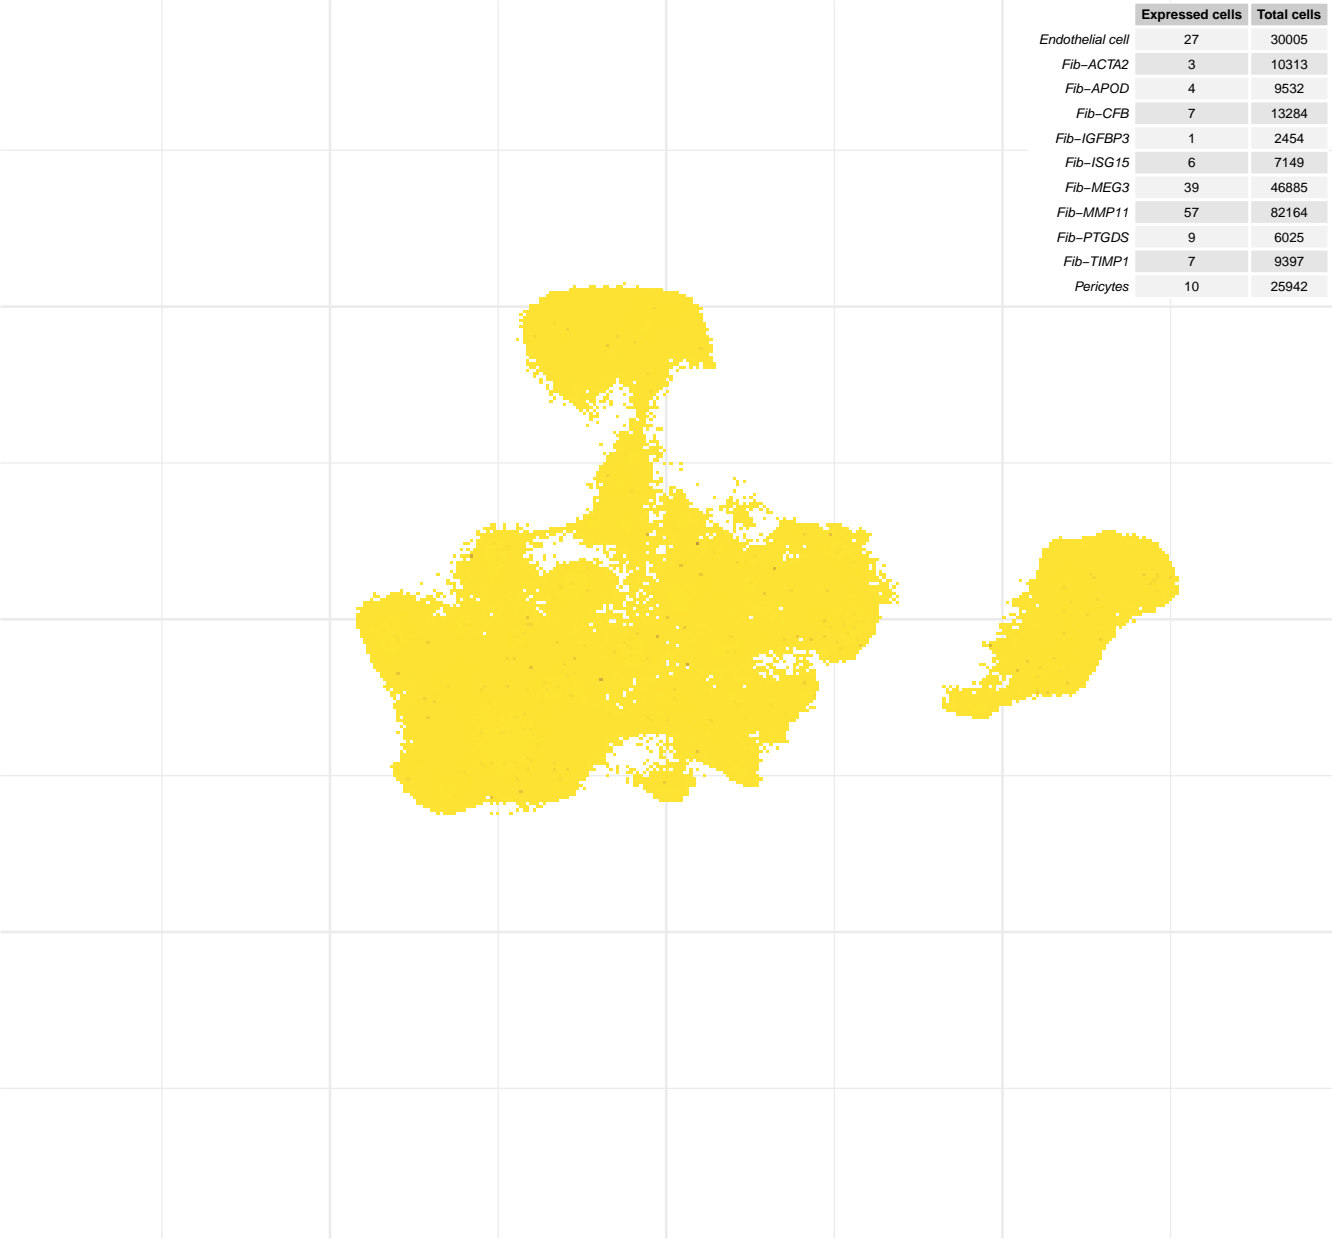 Expressed cells Total cells
Endothelial cell 27 30005
Fib−ACTA2 3 10313
Fib−APOD 4 9532
Fib−CFB 7 13284
Fib−IGFBP3 1 2454
Fib−ISG15 6 7149
Fib−MEG3 39 46885
Fib−MMP11 57 82164
Fib−PTGDS 9 6025
Fib−TIMP1 7 9397
Pericytes 10 25942